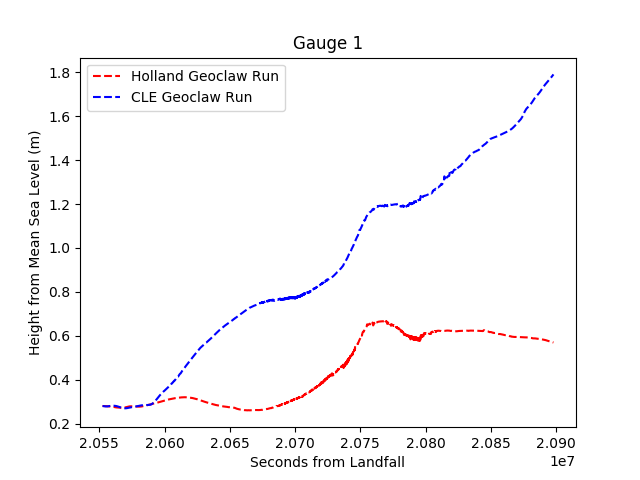 Gauge 1
Holland Geoclaw Run
CLE Geoclaw Run
Height from Mean Sea Level (m)
1.8
1.6
1.4
1.2
1.0
0.8
0.6
0.4
0.2
2.055 2.060 2.065 2.070 2.075 2.080 2.085 2.090
1e7
Seconds from Landfall